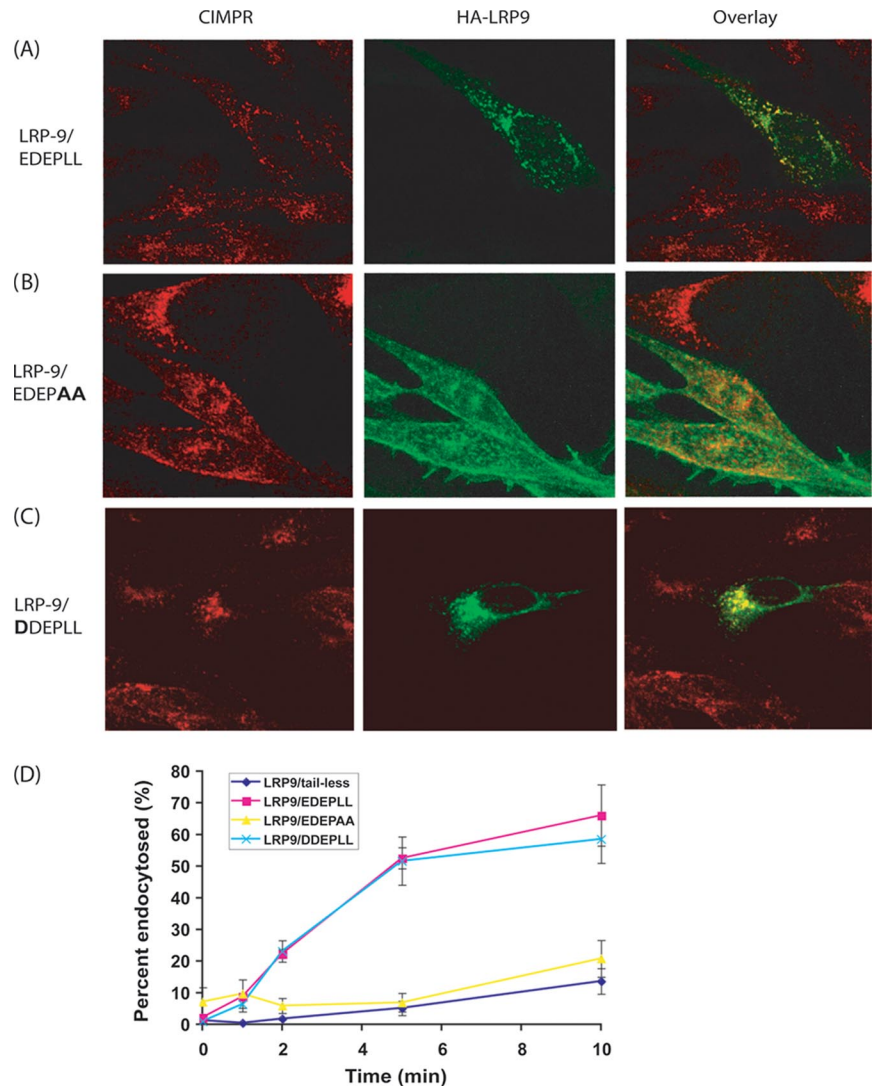 CIMPR HA-LRP9 Overlay
(A)
LRP-9/
EDEPLL
(B)
LRP-9/
EDEPAA
(C)
LRP-9/
DDEPLL
(D)
80
70
60
50
40
30
20
10
0
Percent endocytosed (%)
LRP9/tail-less
LRP9/EDEPLL
LRP9/EDEPAA
LRP9/DDEPLL
0 2 4 6 8 10
Time (min)